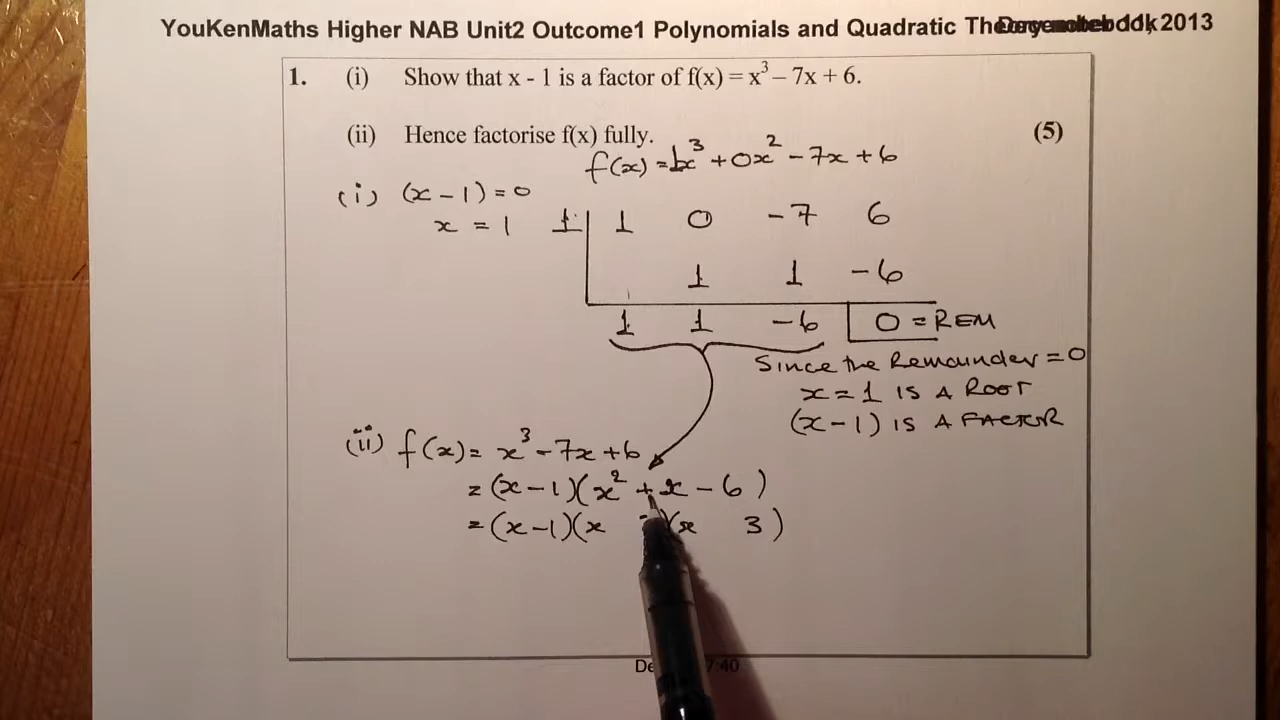 YouKenMaths Higher NAB Unit2 Outcome1 Polynomials and Quadratic 2013
1. (i) Show that x - 1 is a factor of f(x) = x³ – 7x + 6.
(ii) Hence factorise f(x) fully. (5)
f(x) = 1x³ + 0x² - 7x + 6
(i) (x - 1) = 0
x = 1 1 1 0 -7 6
1 1 -6
1 1 -6 0 = REM
Since the Remainder = 0
x = 1 IS A ROOT
(x - 1) IS A FACTOR
(ii) f(x) = x³ - 7x + 6
= (x - 1)(x² + x - 6)
= (x - 1)(x )(x 3)
40